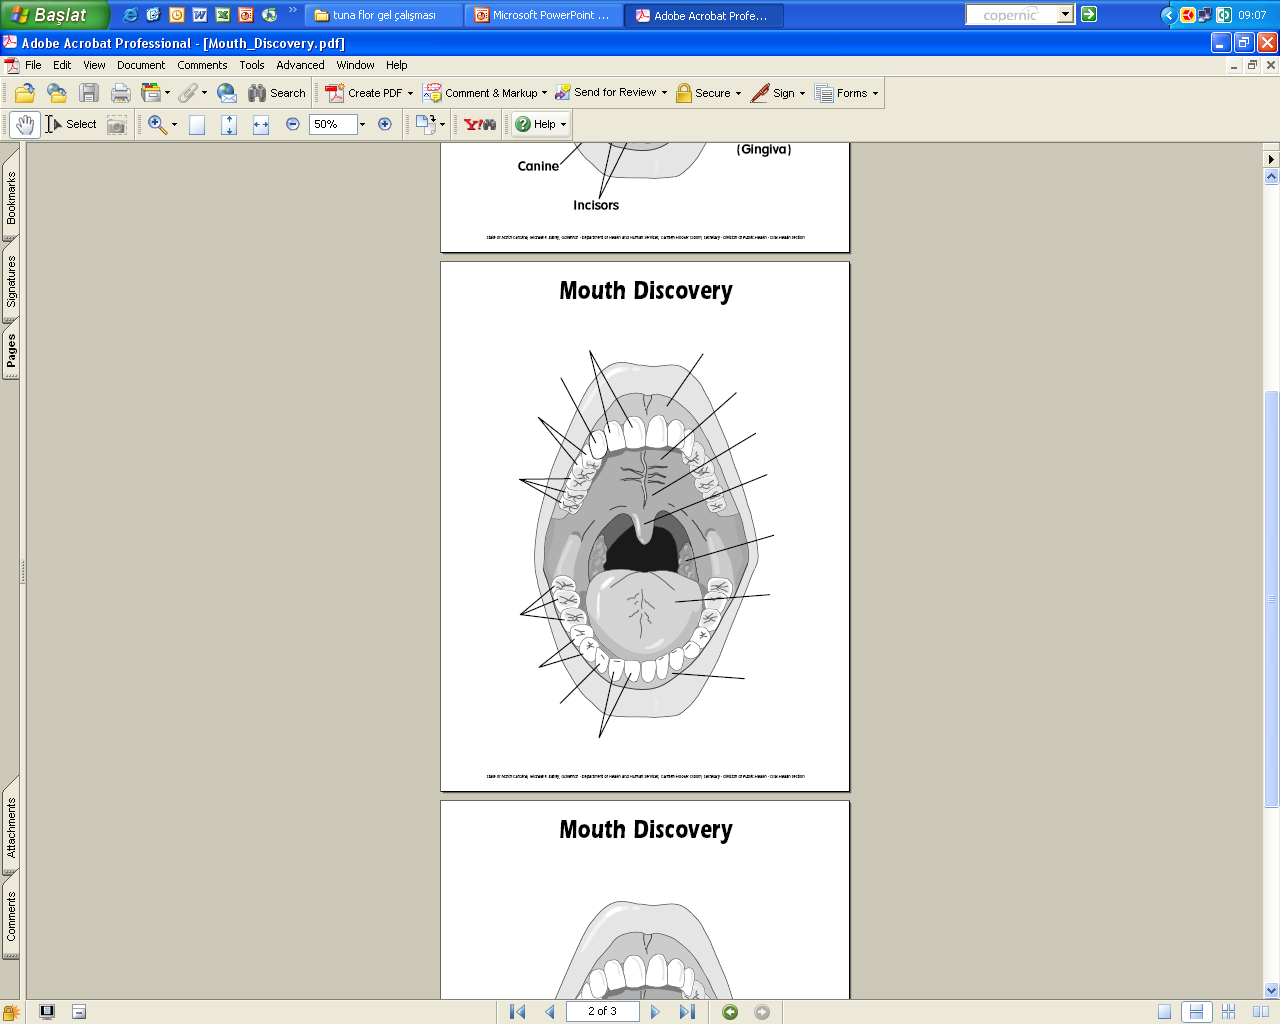 Başlat
tuna flor gel çalışması
Microsoft PowerPoint ...
Adobe Acrobat Profe...
copernic
09:07
Adobe Acrobat Professional - [Mouth_Discovery.pdf]
File Edit View Document Comments Tools Advanced Window Help
Search Create PDF Comment & Markup Send for Review Secure Sign Forms
Select 50% Y! Help
Bookmarks
Signatures
Pages
Attachments
Comments
Canine
(Gingiva)
Incisors
Mouth Discovery
Mouth Discovery
2 of 3